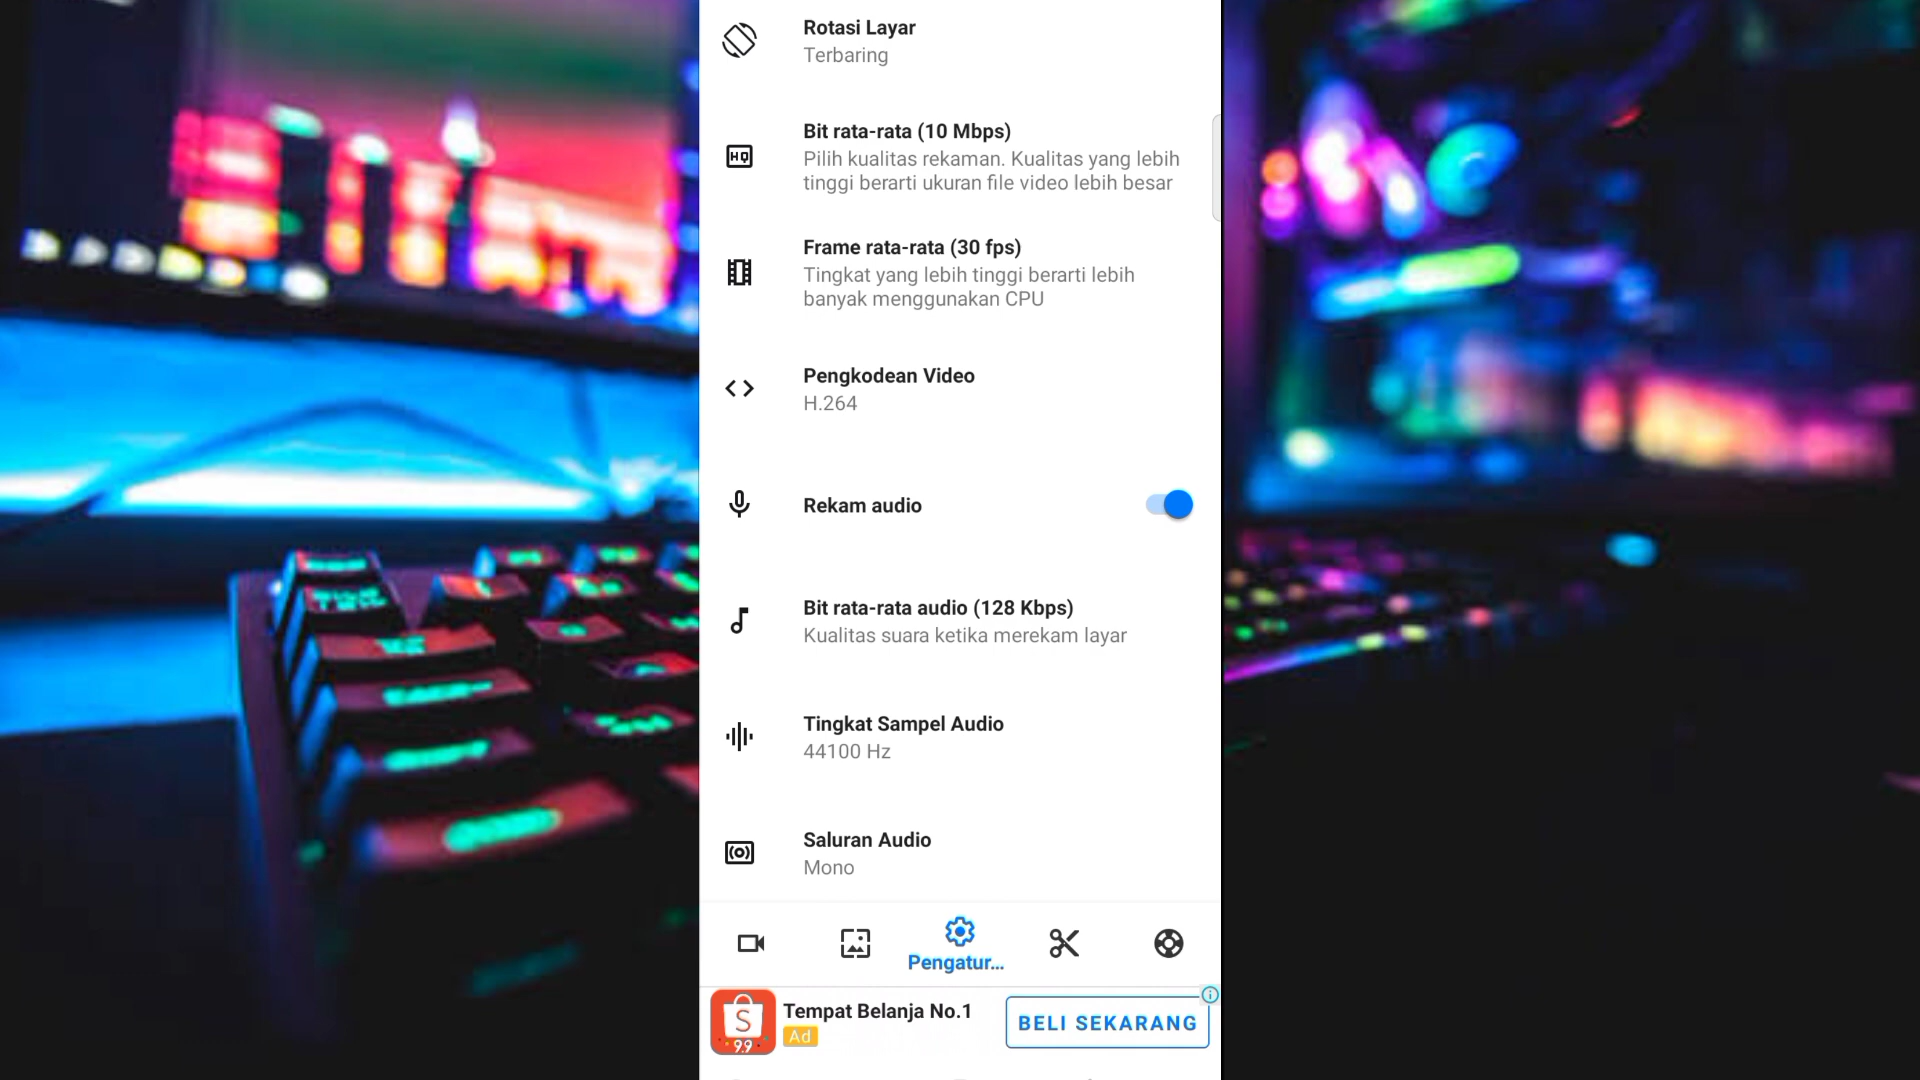 Rotasi Layar
Terbaring
Bit rata-rata (10 Mbps)
HQ
Pilih kualitas rekaman. Kualitas yang lebih
tinggi berarti ukuran file video lebih besar
Frame rata-rata (30 fps)
Tingkat yang lebih tinggi berarti lebih
banyak menggunakan CPU
Pengkodean Video
H.264
Rekam audio
Bit rata-rata audio (128 Kbps)
Kualitas suara ketika merekam layar
Tingkat Sampel Audio
44100 Hz
Saluran Audio
Mono
Pengatur...
S
9.9
Tempat Belanja No.1
Ad
BELI SEKARANG